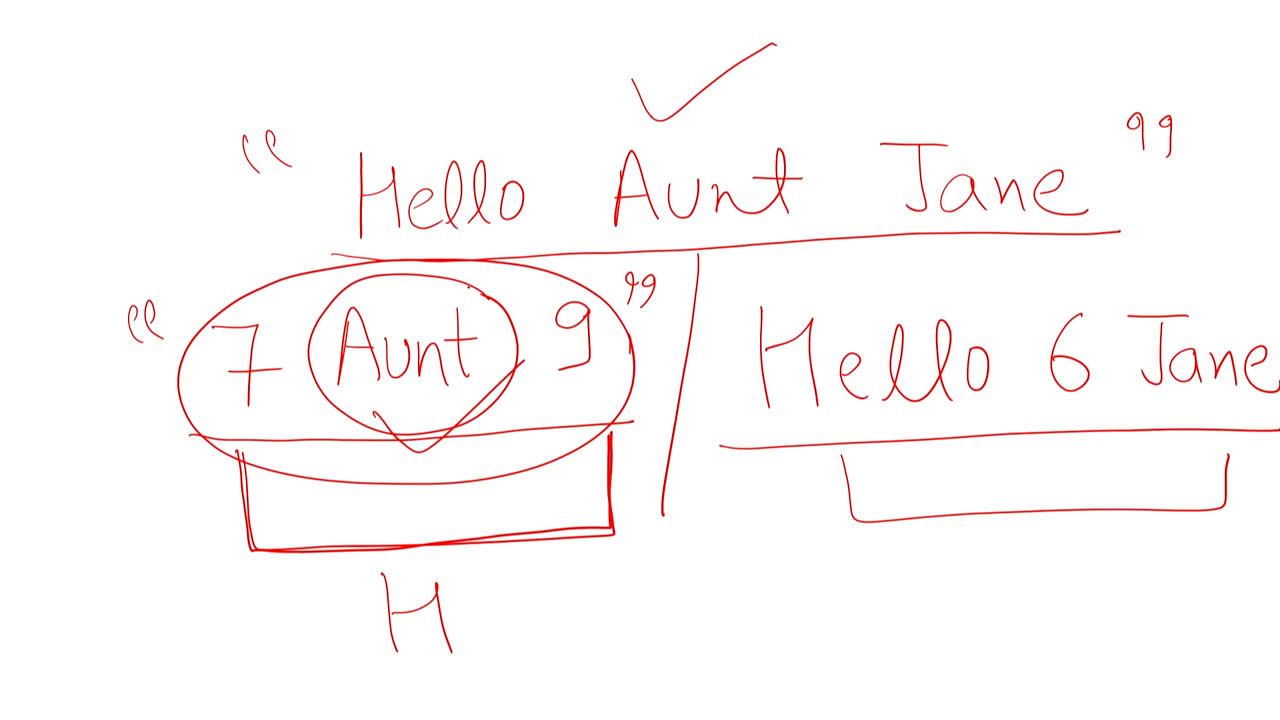 “Hello Aunt Jane”
“7 Aunt 9” Hello 6 Jane
H